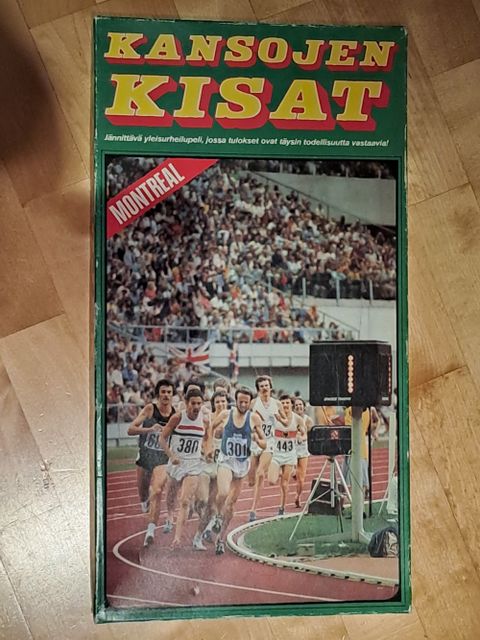 KANSOJEN
KISAT
Jännittävä yleisurheilupeli, jossa tulokset ovat täysin todellisuutta vastaavia!
MONTREAL
380
301
443